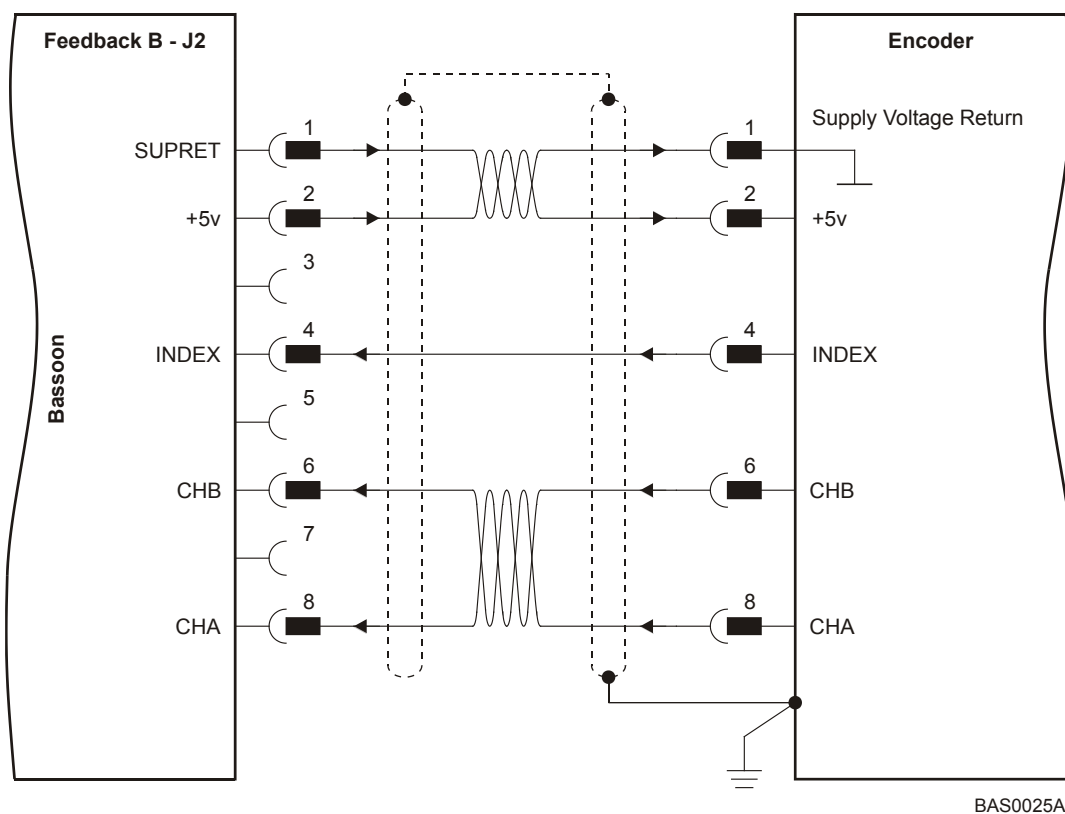 Feedback B - J2
Encoder
Supply Voltage Return
SUPRET
1
1
+5v
2
2
+5v
3
INDEX
4
4
INDEX
5
Bassoon
CHB
6
6
CHB
7
CHA
8
8
CHA
BAS0025A